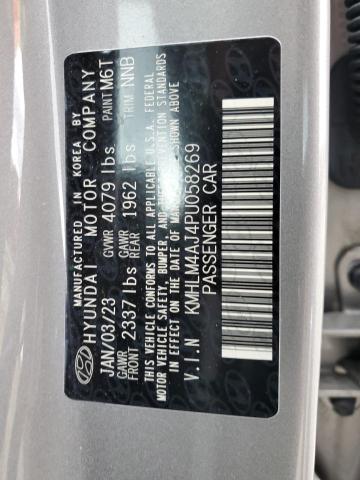 MANUFACTURED IN KOREA BY
HYUNDAI MOTOR COMPANY
JAN/03/23 GVWR 4079 lbs PAINT M6T
GAWR FRONT 2337 lbs GAWR REAR 1962 lbs TRIM NNB
THIS VEHICLE CONFORMS TO ALL APPLICABLE U.S.A. FEDERAL
MOTOR VEHICLE SAFETY, BUMPER, AND THEFT PREVENTION STANDARDS
IN EFFECT ON THE DATE OF MANUFACTURE SHOWN ABOVE
V.I.N KMHLM4AJ4PU058269
PASSENGER CAR